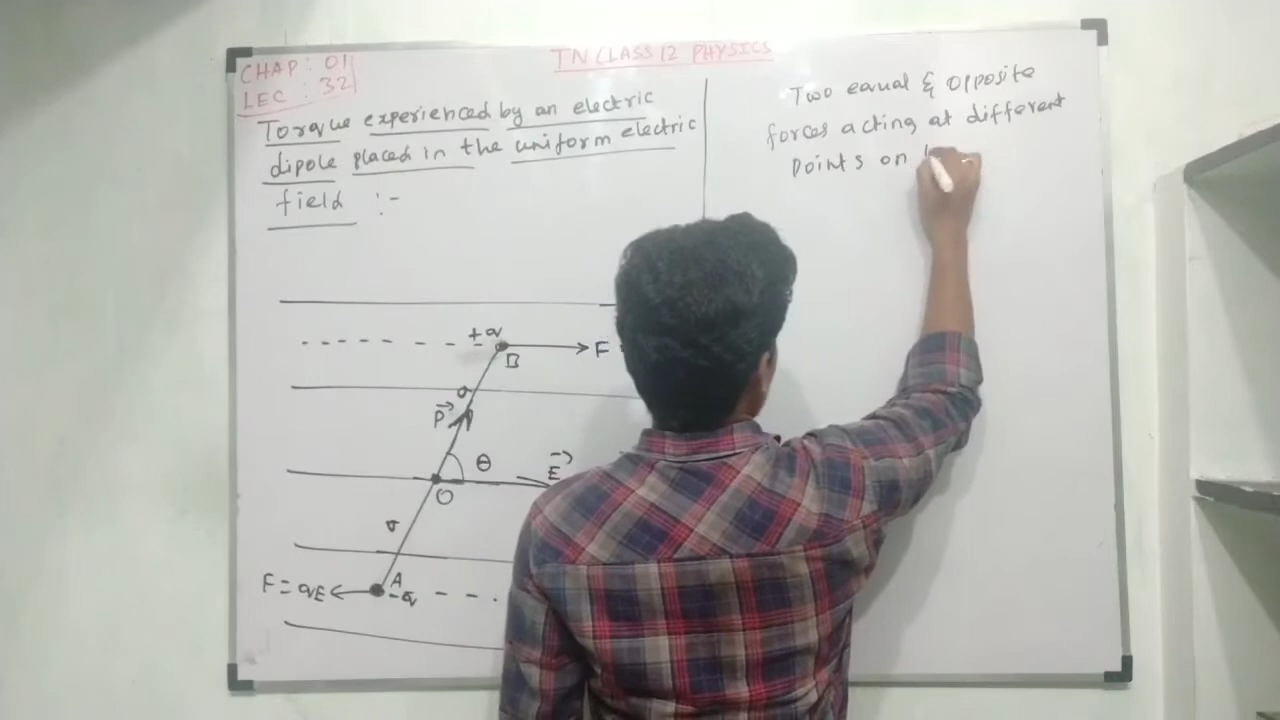 CHAP : 01
LEC : 32
TN CLASS 12 PHYSICS
Torque experienced by an electric
dipole placed in the uniform electric
field :-
Two equal & opposite
forces acting at different
Points on
+q
B
F
a
P
θ
E
O
a
A
F = qE
-q